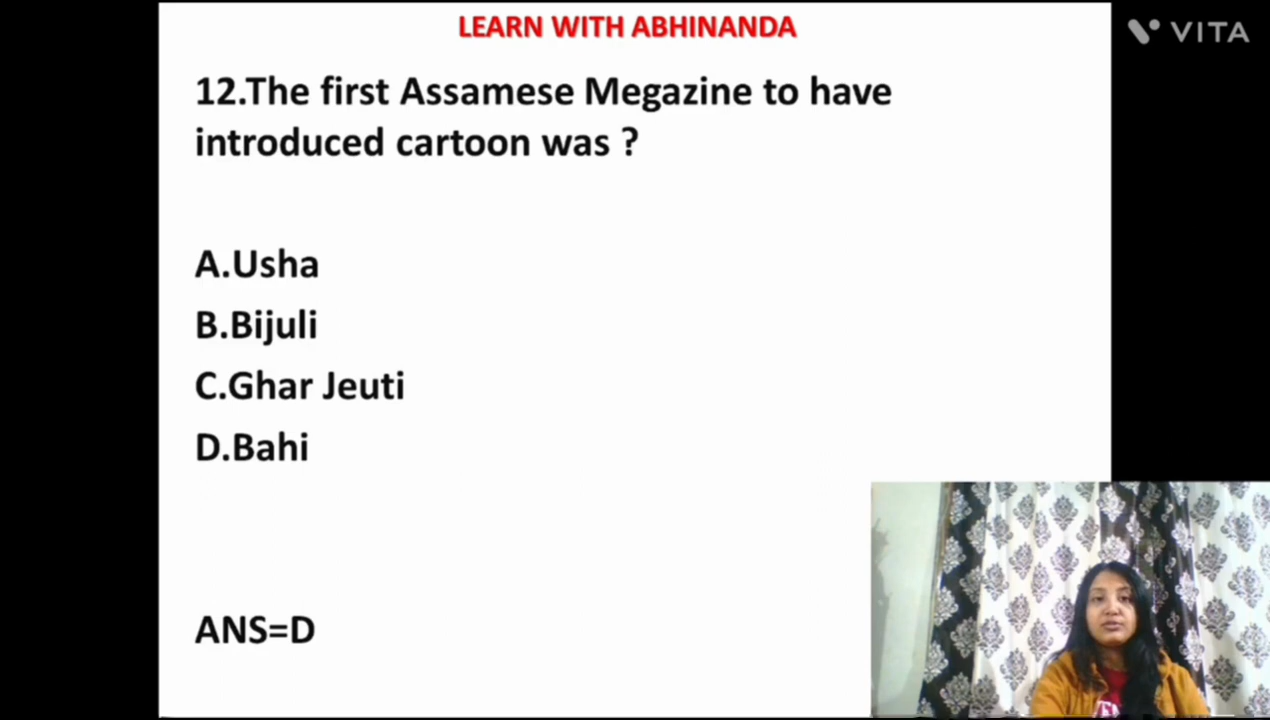 LEARN WITH ABHINANDA
VITA
12.The first Assamese Megazine to have
introduced cartoon was ?
A.Usha
B.Bijuli
C.Ghar Jeuti
D.Bahi
ANS=D